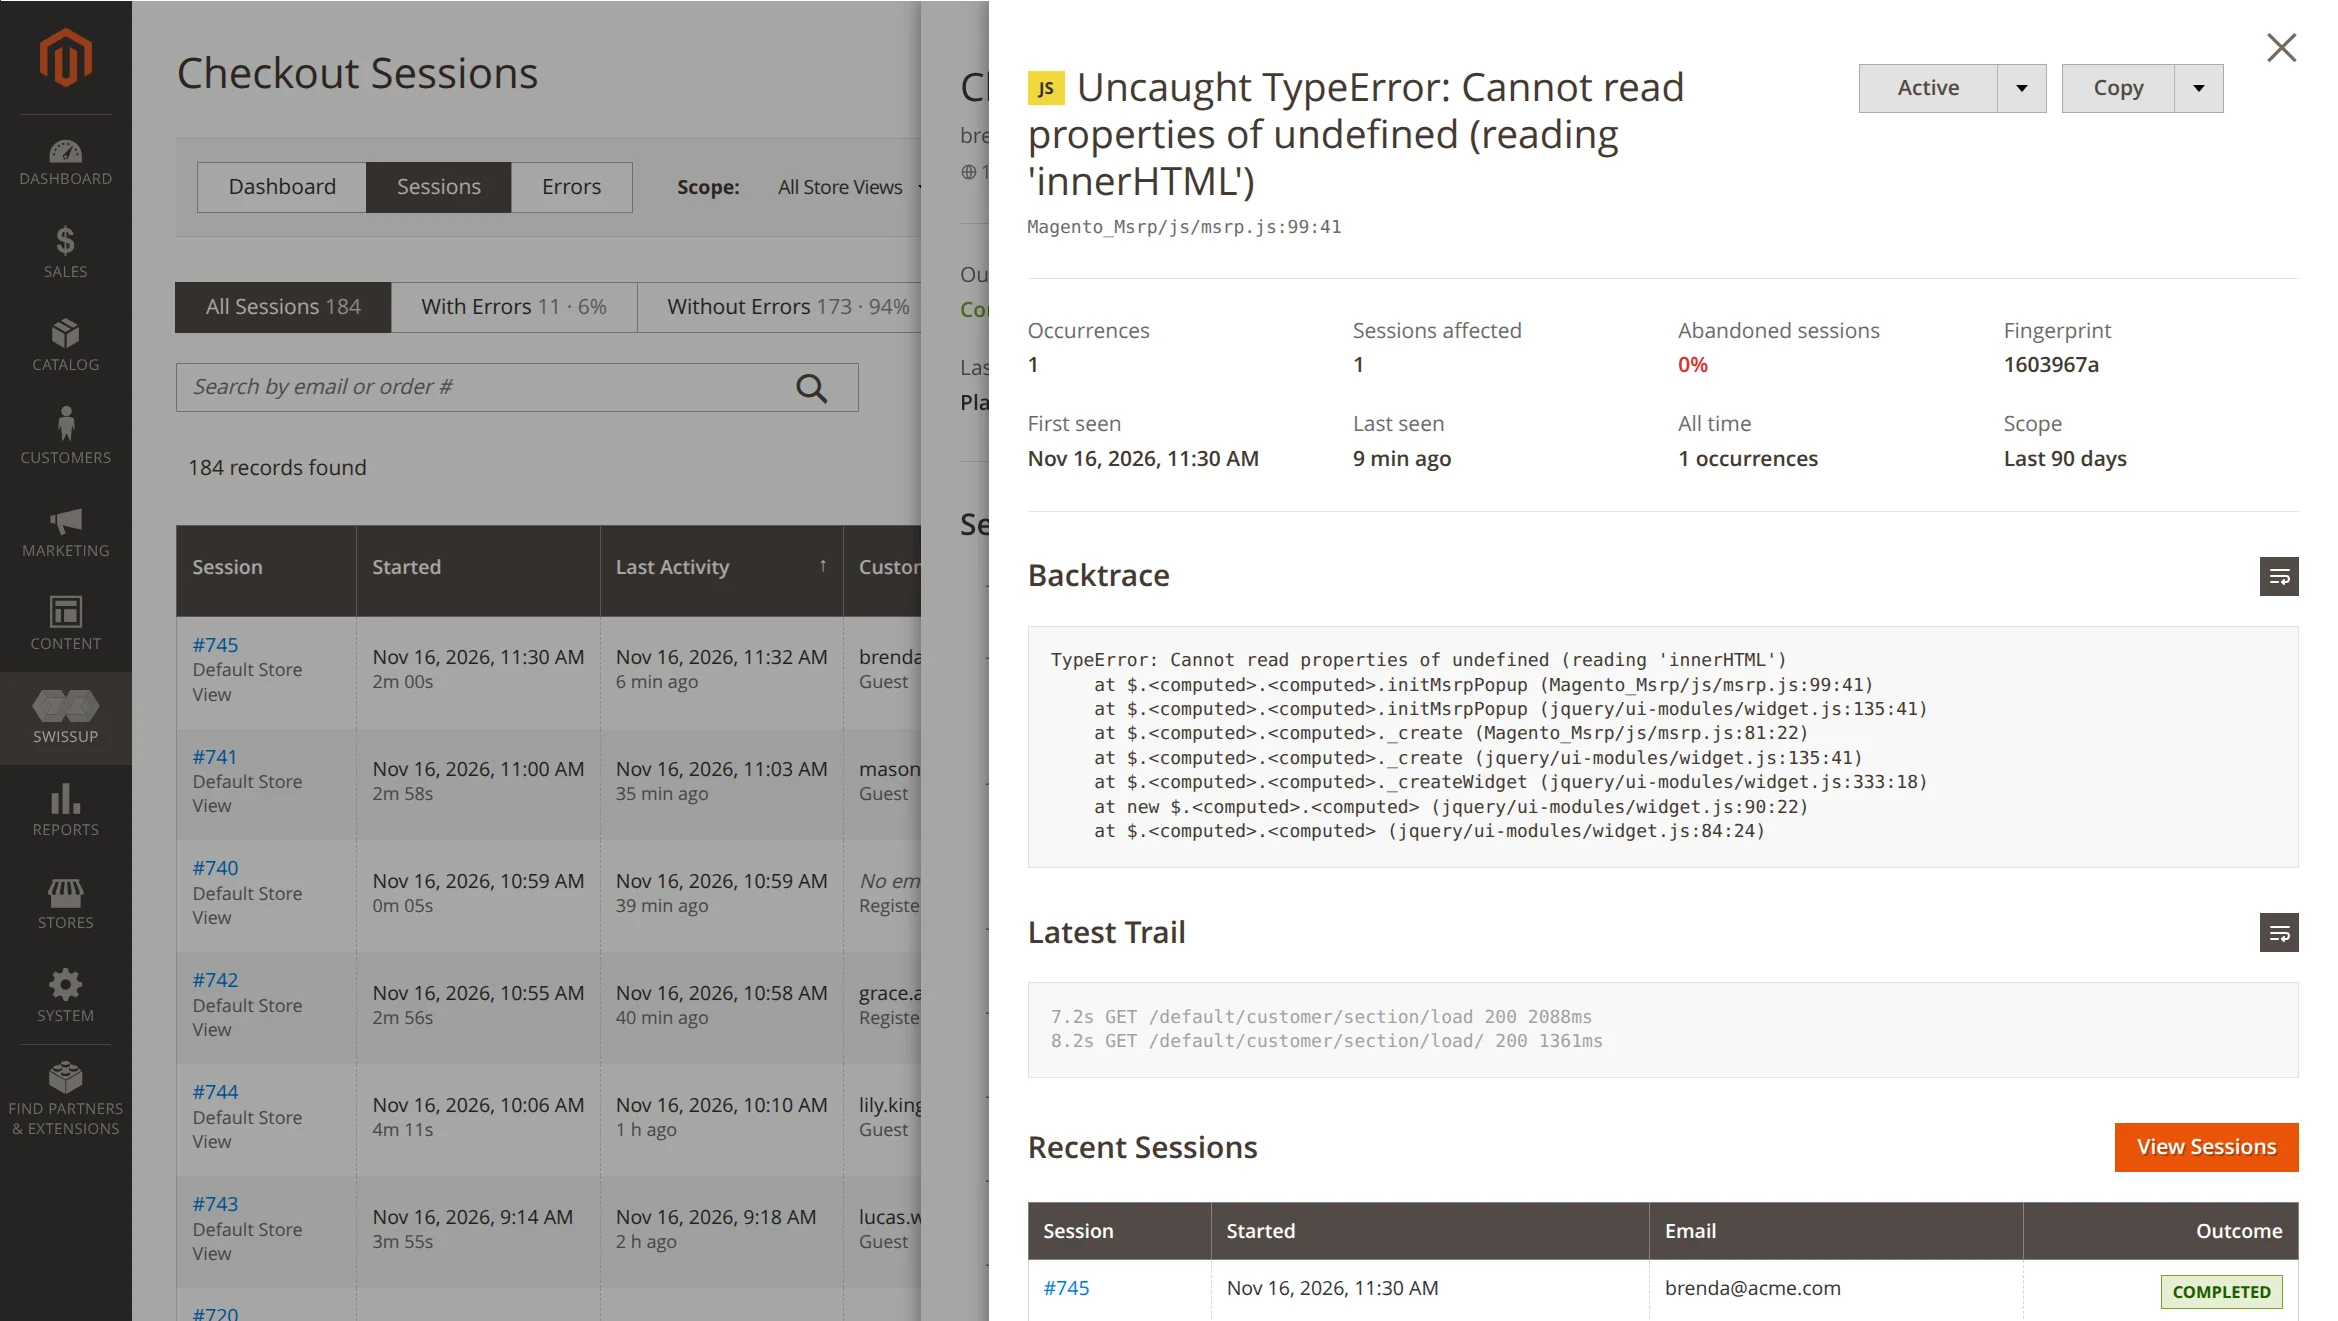 DASHBOARD
SALES
CATALOG
CUSTOMERS
MARKETING
CONTENT
SWISSUP
REPORTS
STORES
SYSTEM
FIND PARTNERS
& EXTENSIONS
Checkout Sessions
Dashboard Sessions Errors Scope: All Store Views
All Sessions 184 With Errors 11 · 6% Without Errors 173 · 94%
Search by email or order #
184 records found
Session Started Last Activity ↑ Custom
#745
Default Store
View
Nov 16, 2026, 11:30 AM
2m 00s
Nov 16, 2026, 11:32 AM
6 min ago
brenda
Guest
#741
Default Store
View
Nov 16, 2026, 11:00 AM
2m 58s
Nov 16, 2026, 11:03 AM
35 min ago
mason
Guest
#740
Default Store
View
Nov 16, 2026, 10:59 AM
0m 05s
Nov 16, 2026, 10:59 AM
39 min ago
No em
Registe
#742
Default Store
View
Nov 16, 2026, 10:55 AM
2m 56s
Nov 16, 2026, 10:58 AM
40 min ago
grace.a
Registe
#744
Default Store
View
Nov 16, 2026, 10:06 AM
4m 11s
Nov 16, 2026, 10:10 AM
1 h ago
lily.king
Guest
#743
Default Store
View
Nov 16, 2026, 9:14 AM
3m 55s
Nov 16, 2026, 9:18 AM
2 h ago
lucas.w
Guest
#720
bre
1
Ou
Co
Las
Pla
Se
JS Uncaught TypeError: Cannot read
properties of undefined (reading
'innerHTML')
Magento_Msrp/js/msrp.js:99:41
Active
Copy
Occurrences Sessions affected Abandoned sessions Fingerprint
1 1 0% 1603967a
First seen Last seen All time Scope
Nov 16, 2026, 11:30 AM 9 min ago 1 occurrences Last 90 days
Backtrace
TypeError: Cannot read properties of undefined (reading 'innerHTML')
at $.<computed>.<computed>.initMsrpPopup (Magento_Msrp/js/msrp.js:99:41)
at $.<computed>.<computed>.initMsrpPopup (jquery/ui-modules/widget.js:135:41)
at $.<computed>.<computed>._create (Magento_Msrp/js/msrp.js:81:22)
at $.<computed>.<computed>._create (jquery/ui-modules/widget.js:135:41)
at $.<computed>.<computed>._createWidget (jquery/ui-modules/widget.js:333:18)
at new $.<computed>.<computed> (jquery/ui-modules/widget.js:90:22)
at $.<computed>.<computed> (jquery/ui-modules/widget.js:84:24)
Latest Trail
7.2s GET /default/customer/section/load 200 2088ms
8.2s GET /default/customer/section/load/ 200 1361ms
Recent Sessions
View Sessions
Session Started Email Outcome
#745 Nov 16, 2026, 11:30 AM brenda@acme.com COMPLETED